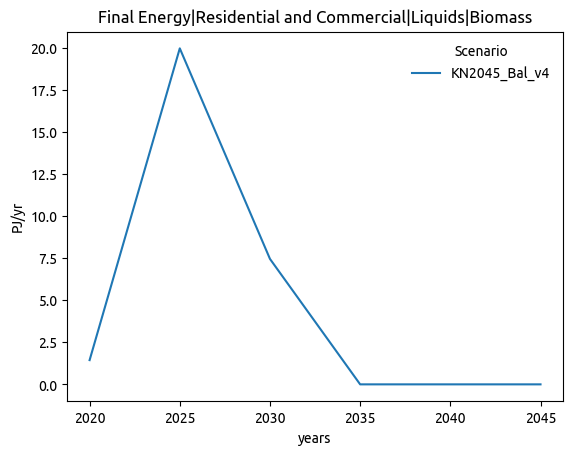 Final Energy|Residential and Commercial|Liquids|Biomass
Scenario
KN2045_Bal_v4
20.0
17.5
15.0
12.5
10.0
7.5
5.0
2.5
0.0
PJ/yr
2020 2025 2030 2035 2040 2045
years